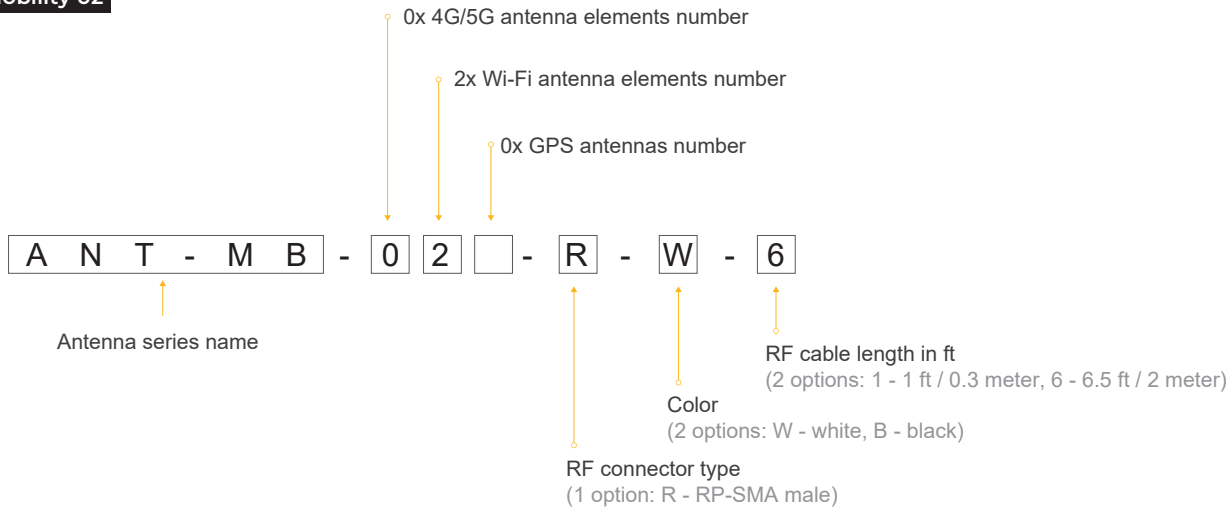 0x 4G/5G antenna elements number
2x Wi-Fi antenna elements number
0x GPS antennas number
A N T - M B - 0 2 - R - W - 6
Antenna series name
RF cable length in ft
(2 options: 1 - 1 ft / 0.3 meter, 6 - 6.5 ft / 2 meter)
Color
(2 options: W - white, B - black)
RF connector type
(1 option: R - RP-SMA male)